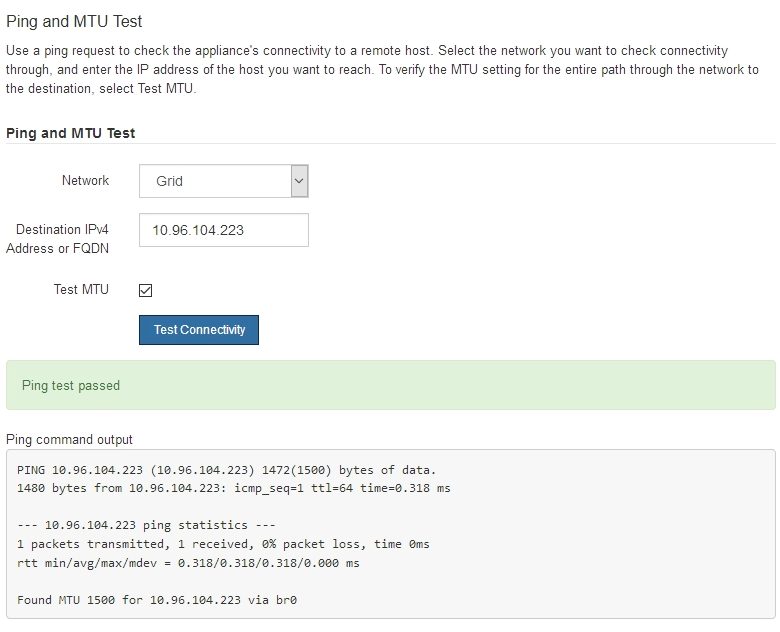 Ping and MTU Test
Use a ping request to check the appliance's connectivity to a remote host. Select the network you want to check connectivity
through, and enter the IP address of the host you want to reach. To verify the MTU setting for the entire path through the network to
the destination, select Test MTU.
Ping and MTU Test
Network
Grid
Destination IPv4
Address or FQDN
10.96.104.223
Test MTU
Test Connectivity
Ping test passed
Ping command output
PING 10.96.104.223 (10.96.104.223) 1472(1500) bytes of data.
1480 bytes from 10.96.104.223: icmp_seq=1 ttl=64 time=0.318 ms
--- 10.96.104.223 ping statistics ---
1 packets transmitted, 1 received, 0% packet loss, time 0ms
rtt min/avg/max/mdev = 0.318/0.318/0.318/0.000 ms
Found MTU 1500 for 10.96.104.223 via br0